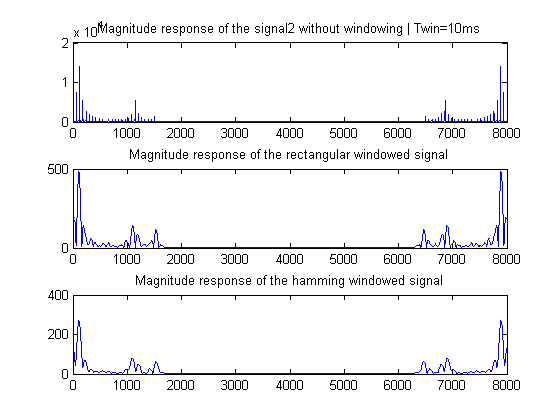 x 10⁴
Magnitude response of the signal2 without windowing | Twin=10ms
2
1
0
0 1000 2000 3000 4000 5000 6000 7000 8000
Magnitude response of the rectangular windowed signal
500
0
0 1000 2000 3000 4000 5000 6000 7000 8000
Magnitude response of the hamming windowed signal
400
200
0
0 1000 2000 3000 4000 5000 6000 7000 8000